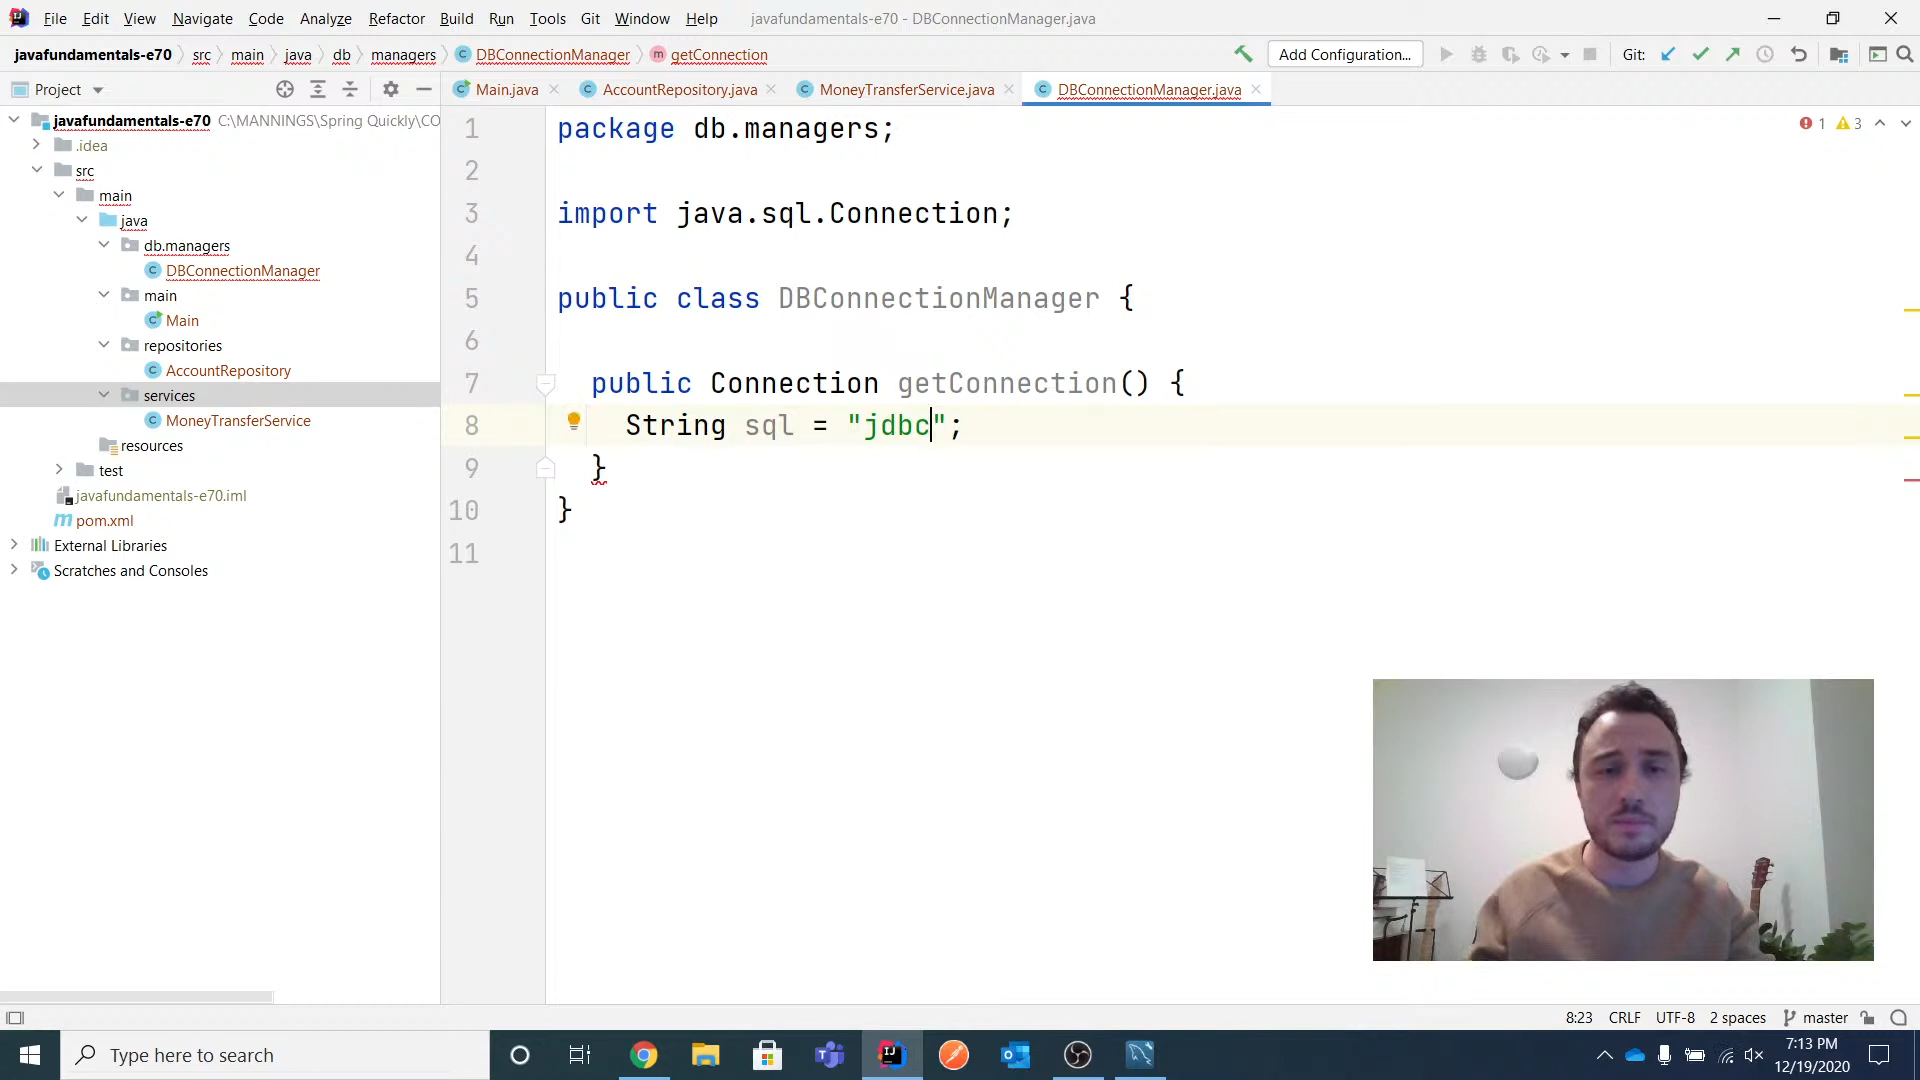 File Edit View Navigate Code Analyze Refactor Build Run Tools Git Window Help javafundamentals-e70 - DBConnectionManager.java
javafundamentals-e70 src main java db managers DBConnectionManager getConnection Add Configuration... Git:
Project Main.java AccountRepository.java MoneyTransferService.java DBConnectionManager.java
javafundamentals-e70 C:\MANNINGS\Spring Quickly\CO
.idea
src
main
java
db.managers
DBConnectionManager
main
Main
repositories
AccountRepository
services
MoneyTransferService
resources
test
javafundamentals-e70.iml
pom.xml
External Libraries
Scratches and Consoles
1 package db.managers;
2
3 import java.sql.Connection;
4
5 public class DBConnectionManager {
6
7 public Connection getConnection() {
8 String sql = "jdbc";
9 }
10 }
11
1 3
8:23 CRLF UTF-8 2 spaces master
Type here to search
7:13 PM
12/19/2020